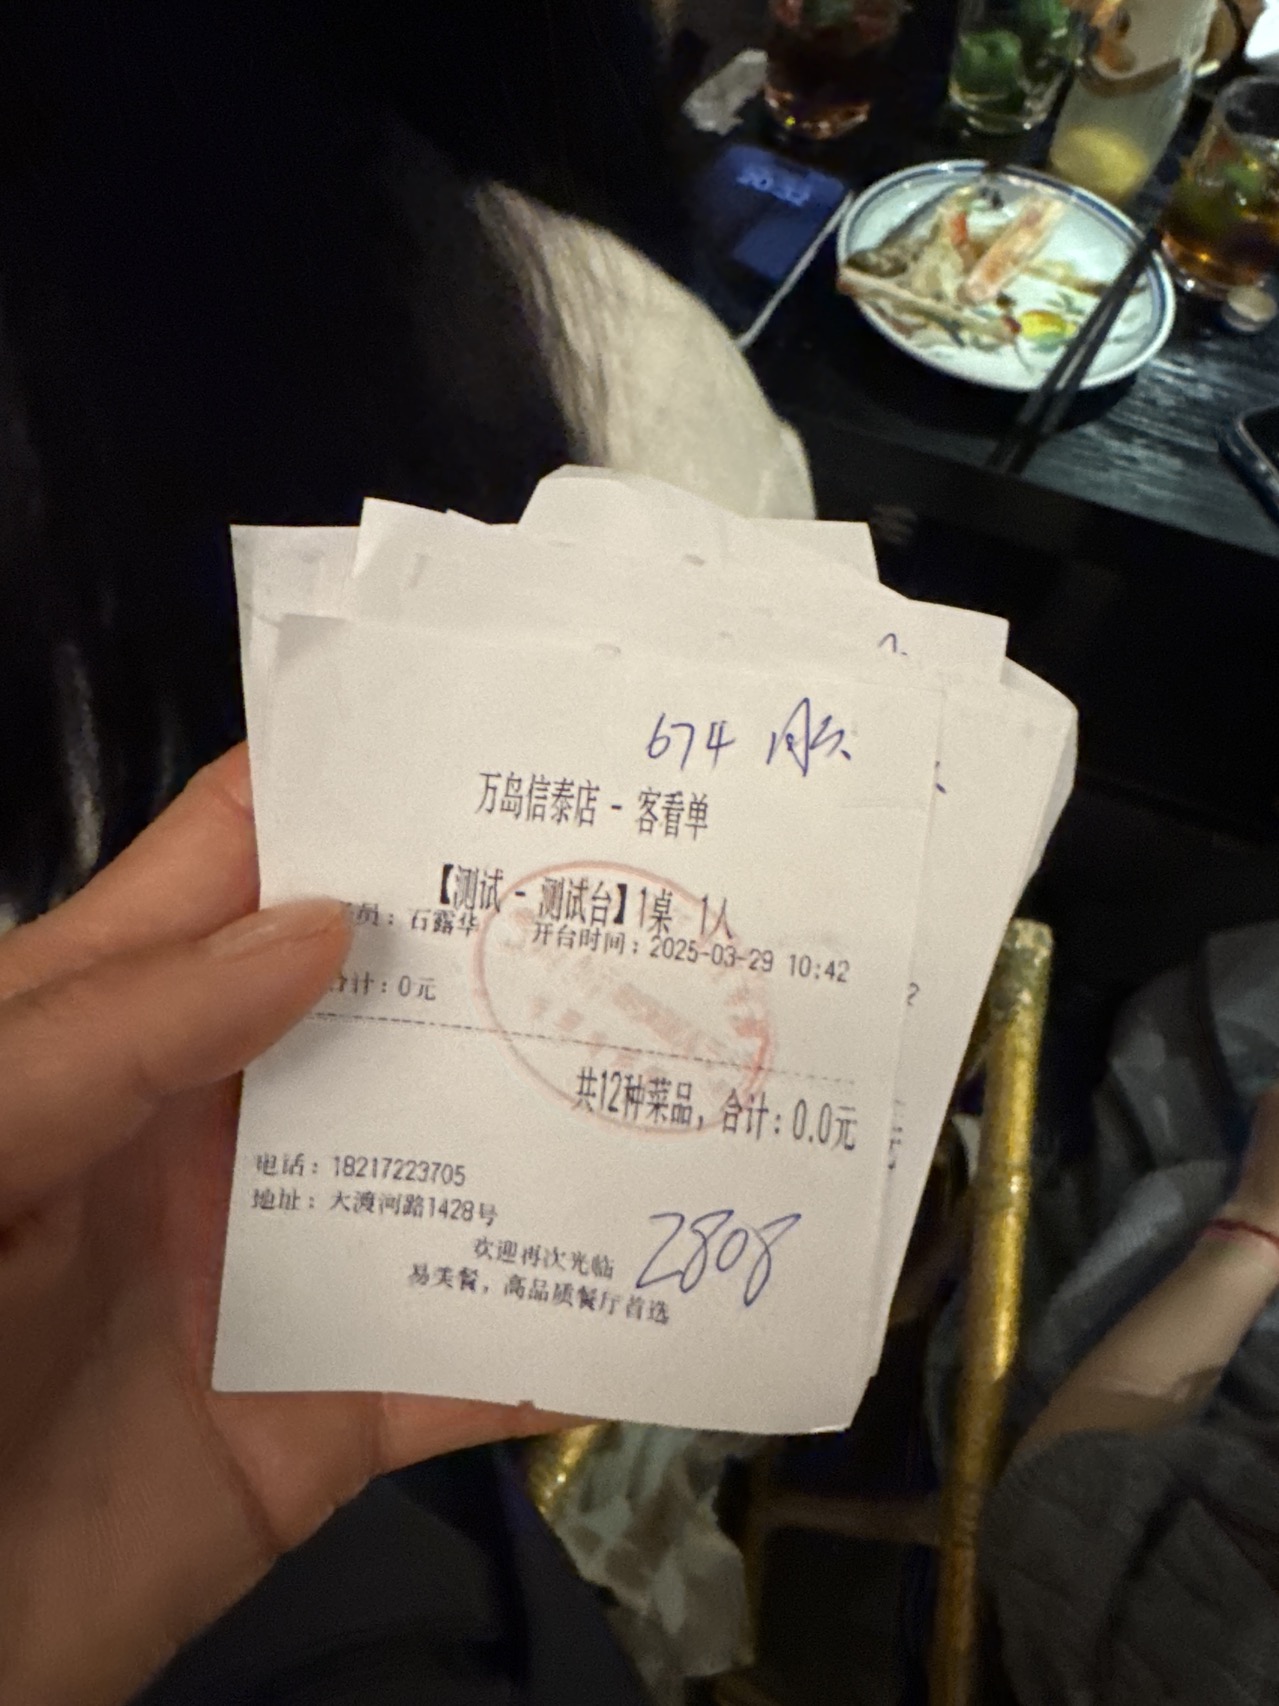 674
万岛信泰店 - 客看单
【测试 - 测试台】1桌 1人
员：石露华 开台时间：2025-03-29 10:42
合计：0元
共12种菜品，合计：0.0元
电话：18217223705
地址：大渡河路1428号
欢迎再次光临
2808
易美餐，高品质餐厅首选